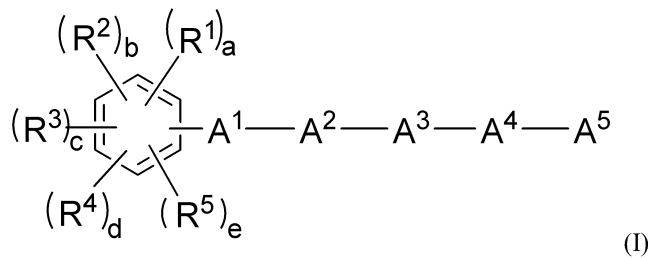 (R²)b (R¹)a
(R³)c A¹ A² A³ A⁴ A⁵
(R⁴)d (R⁵)e
(I)